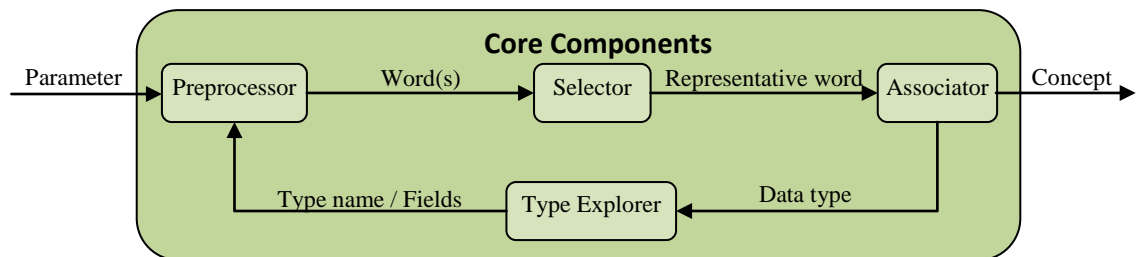 Core Components
Parameter
Preprocessor
Word(s)
Selector
Representative word
Associator
Concept
Type name / Fields
Type Explorer
Data type